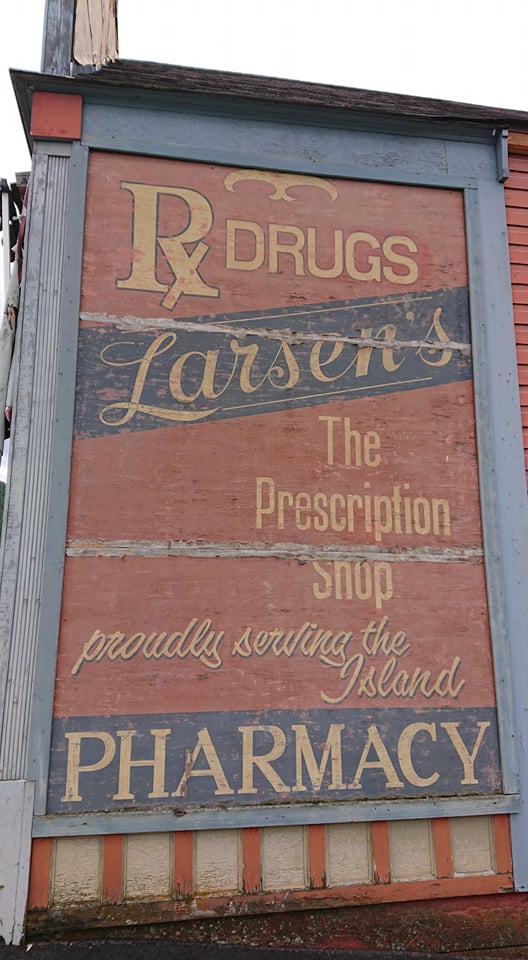 Rx DRUGS
Larsen's
The
Prescription
Shop
proudly serving the
Island
PHARMACY